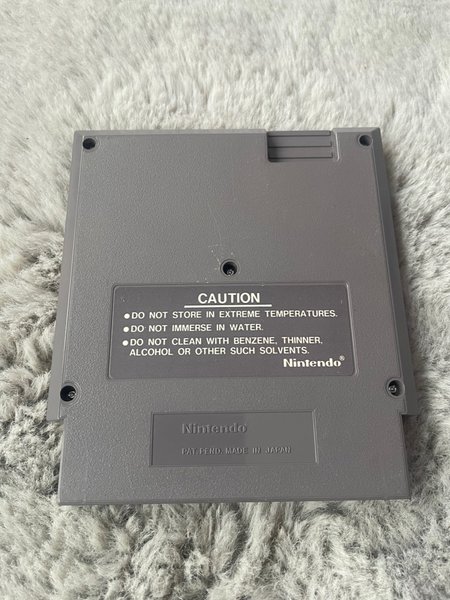 CAUTION
● DO NOT STORE IN EXTREME TEMPERATURES.
● DO NOT IMMERSE IN WATER.
● DO NOT CLEAN WITH BENZENE, THINNER,
ALCOHOL OR OTHER SUCH SOLVENTS.
Nintendo®
Nintendo®
PAT. PEND. MADE IN JAPAN